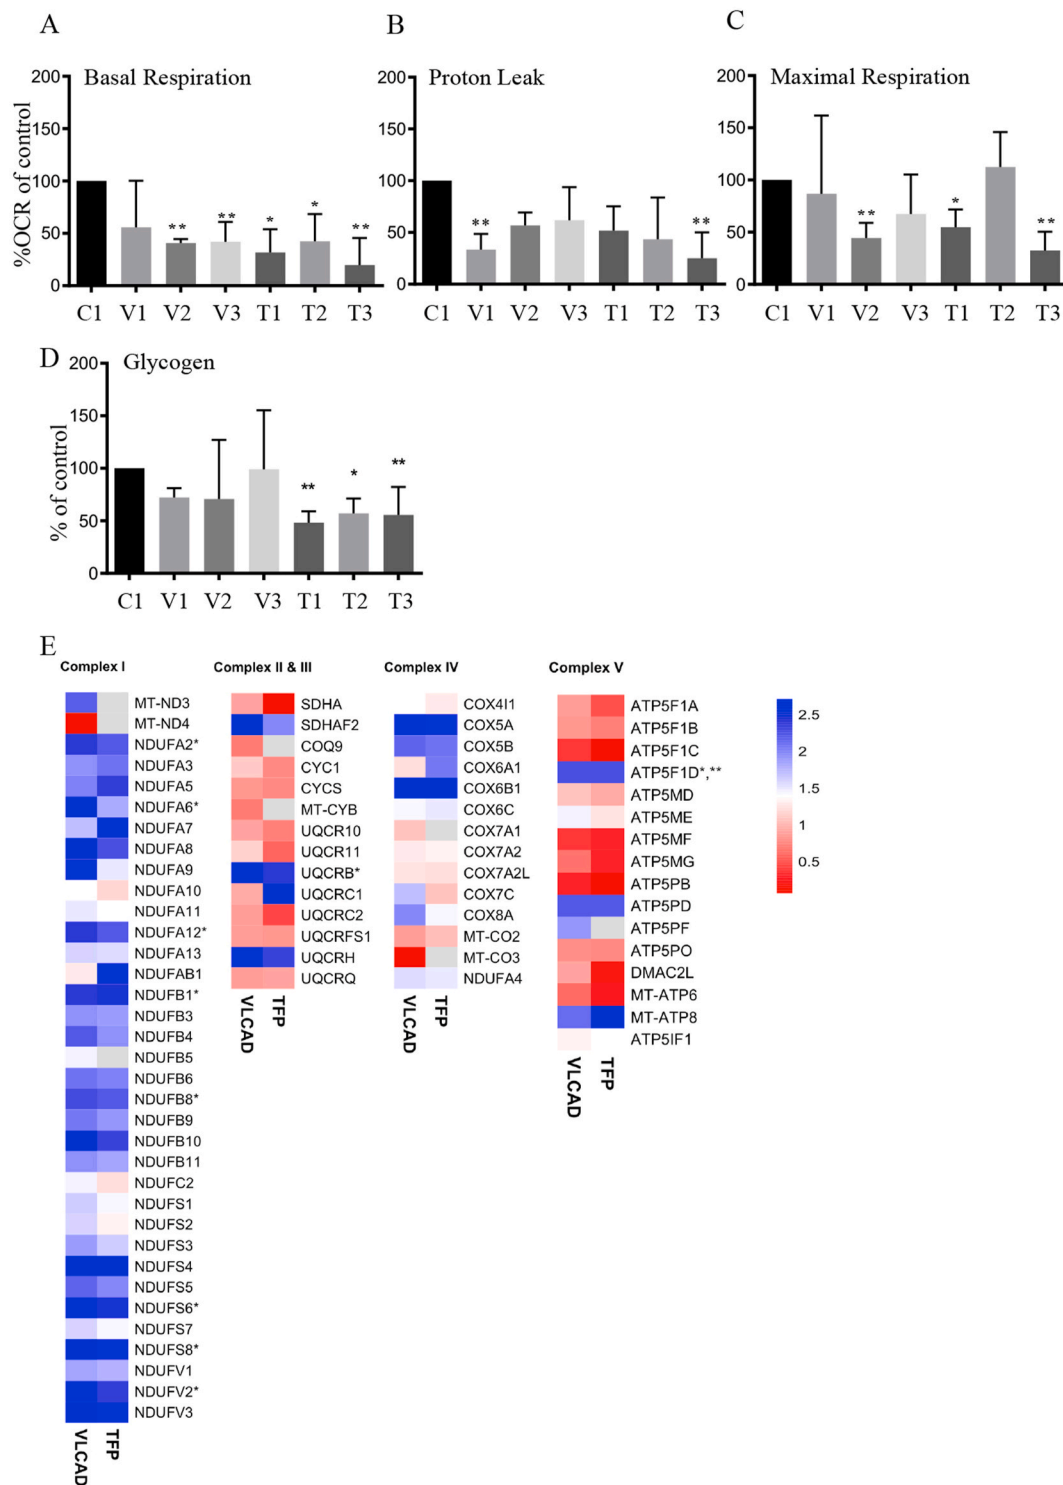 A
B
C
Basal Respiration
Proton Leak
Maximal Respiration
%OCR of control
200
150
100
50
0
**
**
*
*
**
C1 V1 V2 V3 T1 T2 T3
200
150
100
50
0
**
**
C1 V1 V2 V3 T1 T2 T3
200
150
100
50
0
**
*
**
C1 V1 V2 V3 T1 T2 T3
D
Glycogen
% of control
200
150
100
50
0
**
*
**
C1 V1 V2 V3 T1 T2 T3
E
Complex I
MT-ND3
MT-ND4
NDUFA2*
NDUFA3
NDUFA5
NDUFA6*
NDUFA7
NDUFA8
NDUFA9
NDUFA10
NDUFA11
NDUFA12*
NDUFA13
NDUFAB1
NDUFB1*
NDUFB3
NDUFB4
NDUFB5
NDUFB6
NDUFB8*
NDUFB9
NDUFB10
NDUFB11
NDUFC2
NDUFS1
NDUFS2
NDUFS3
NDUFS4
NDUFS5
NDUFS6*
NDUFS7
NDUFS8*
NDUFV1
NDUFV2*
NDUFV3
VLCAD
TFP
Complex II & III
SDHA
SDHAF2
COQ9
CYC1
CYCS
MT-CYB
UQCR10
UQCR11
UQCRB*
UQCRC1
UQCRC2
UQCRFS1
UQCRH
UQCRQ
VLCAD
TFP
Complex IV
COX4I1
COX5A
COX5B
COX6A1
COX6B1
COX6C
COX7A1
COX7A2
COX7A2L
COX7C
COX8A
MT-CO2
MT-CO3
NDUFA4
VLCAD
TFP
Complex V
ATP5F1A
ATP5F1B
ATP5F1C
ATP5F1D*,**
ATP5MD
ATP5ME
ATP5MF
ATP5MG
ATP5PB
ATP5PD
ATP5PF
ATP5PO
DMAC2L
MT-ATP6
MT-ATP8
ATP5IF1
VLCAD
TFP
2.5
2
1.5
1
0.5